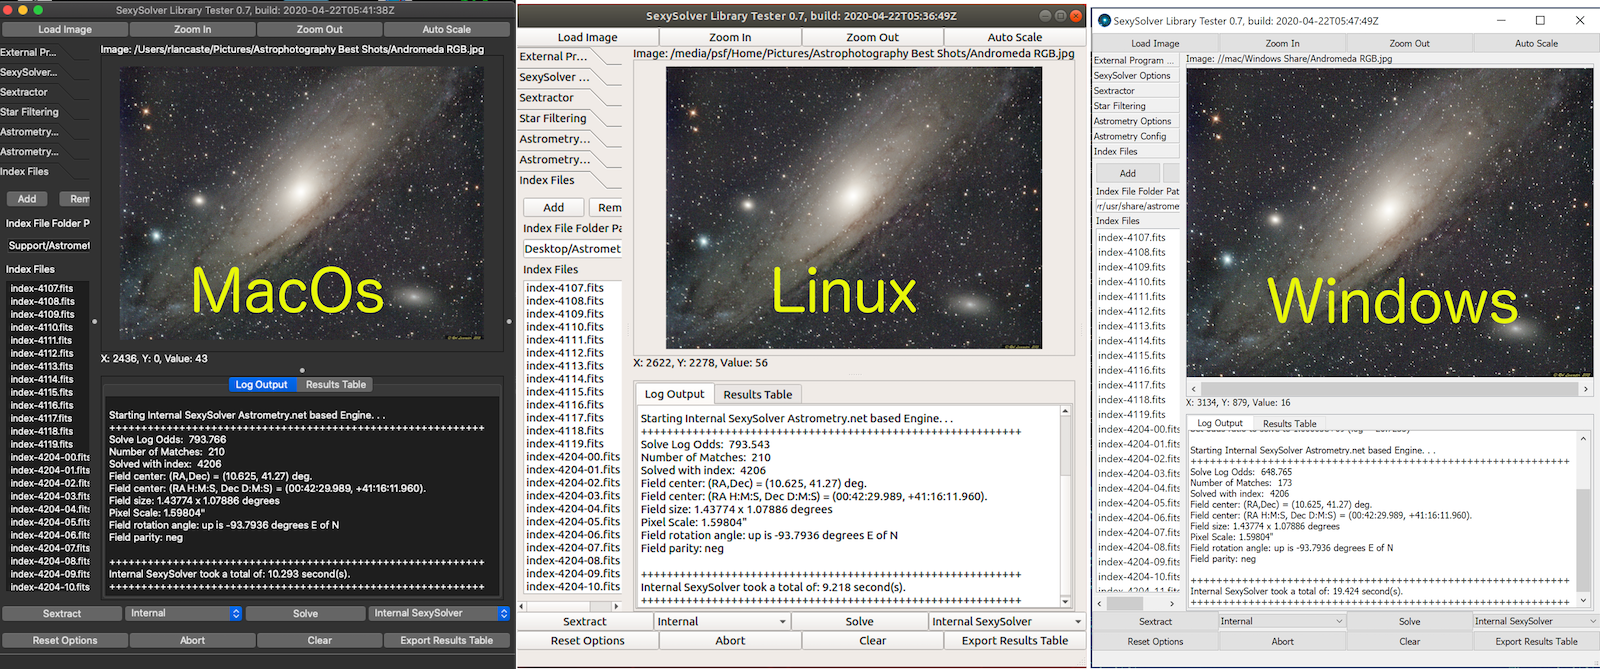 SexySolver Library Tester 0.7, build: 2020-04-22T05:41:38Z
Load Image Zoom In Zoom Out Auto Scale
External Pr...
SexySolver...
Sextractor
Star Filtering
Astrometry...
Astrometry...
Index Files
Add Rem
Index File Folder P
Support/Astromet
Index Files
index-4107.fits
index-4108.fits
index-4109.fits
index-4110.fits
index-4111.fits
index-4112.fits
index-4113.fits
index-4114.fits
index-4115.fits
index-4116.fits
index-4117.fits
index-4118.fits
index-4119.fits
index-4204-00.fits
index-4204-01.fits
index-4204-02.fits
index-4204-03.fits
index-4204-04.fits
index-4204-05.fits
index-4204-06.fits
index-4204-07.fits
index-4204-08.fits
index-4204-09.fits
index-4204-10.fits
Image: /Users/rlancaste/Pictures/Astrophotography Best Shots/Andromeda RGB.jpg
MacOs
X: 2436, Y: 0, Value: 43
Log Output Results Table
Starting Internal SexySolver Astrometry.net based Engine. . .
++++++++++++++++++++++++++++++++++++++++++++++++++++++++++++++
Solve Log Odds: 793.766
Number of Matches: 210
Solved with index: 4206
Field center: (RA,Dec) = (10.625, 41.27) deg.
Field center: (RA H:M:S, Dec D:M:S) = (00:42:29.989, +41:16:11.960).
Field size: 1.43774 x 1.07886 degrees
Pixel Scale: 1.59804"
Field rotation angle: up is -93.7936 degrees E of N
Field parity: neg
++++++++++++++++++++++++++++++++++++++++++++++++++++++++++++++
Internal SexySolver took a total of: 10.293 second(s).
++++++++++++++++++++++++++++++++++++++++++++++++++++++++++++++
Sextract Internal Solve Internal SexySolver
Reset Options Abort Clear Export Results Table
SexySolver Library Tester 0.7, build: 2020-04-22T05:36:49Z
Load Image Zoom In Zoom Out Auto Scale
External Pr...
SexySolver ...
Sextractor
Star Filtering
Astrometry...
Astrometry...
Index Files
Add Rem
Index File Folder Pa
Desktop/Astromet
Index Files
index-4107.fits
index-4108.fits
index-4109.fits
index-4110.fits
index-4111.fits
index-4112.fits
index-4113.fits
index-4114.fits
index-4115.fits
index-4116.fits
index-4117.fits
index-4118.fits
index-4119.fits
index-4204-00.fits
index-4204-01.fits
index-4204-02.fits
index-4204-03.fits
index-4204-04.fits
index-4204-05.fits
index-4204-06.fits
index-4204-07.fits
index-4204-08.fits
index-4204-09.fits
index-4204-10.fits
Image: /media/psf/Home/Pictures/Astrophotography Best Shots/Andromeda RGB.jpg
Linux
X: 2622, Y: 2278, Value: 56
Log Output Results Table
Starting Internal SexySolver Astrometry.net based Engine. . .
++++++++++++++++++++++++++++++++++++++++++++++++++++++++++++++
Solve Log Odds: 793.543
Number of Matches: 210
Solved with index: 4206
Field center: (RA,Dec) = (10.625, 41.27) deg.
Field center: (RA H:M:S, Dec D:M:S) = (00:42:29.989, +41:16:11.960).
Field size: 1.43774 x 1.07886 degrees
Pixel Scale: 1.59804"
Field rotation angle: up is -93.7936 degrees E of N
Field parity: neg
++++++++++++++++++++++++++++++++++++++++++++++++++++++++++++++
Internal SexySolver took a total of: 9.218 second(s).
++++++++++++++++++++++++++++++++++++++++++++++++++++++++++++++
Sextract Internal Solve Internal SexySolver
Reset Options Abort Clear Export Results Table
SexySolver Library Tester 0.7, build: 2020-04-22T05:47:49Z
Load Image Zoom In Zoom Out Auto Scale
External Program ...
SexySolver Options
Sextractor
Star Filtering
Astrometry Options
Astrometry Config
Index Files
Add
Index File Folder Pat
r/usr/share/astrome
Index Files
index-4107.fits
index-4108.fits
index-4109.fits
index-4110.fits
index-4111.fits
index-4112.fits
index-4113.fits
index-4114.fits
index-4115.fits
index-4116.fits
index-4117.fits
index-4118.fits
index-4119.fits
index-4204-00.fits
index-4204-01.fits
index-4204-02.fits
index-4204-03.fits
index-4204-04.fits
index-4204-05.fits
index-4204-06.fits
index-4204-07.fits
index-4204-08.fits
index-4204-09.fits
index-4204-10.fits
index-4204-11.fits
Image: //mac/Windows Share/Andromeda RGB.jpg
Windows
X: 3134, Y: 879, Value: 16
Log Output Results Table
Starting Internal SexySolver Astrometry.net based Engine. . .
++++++++++++++++++++++++++++++++++++++++++++++++++++++++++++++
Solve Log Odds: 648.765
Number of Matches: 173
Solved with index: 4206
Field center: (RA,Dec) = (10.625, 41.27) deg.
Field center: (RA H:M:S, Dec D:M:S) = (00:42:29.989, +41:16:11.960).
Field size: 1.43774 x 1.07886 degrees
Pixel Scale: 1.59804"
Field rotation angle: up is -93.7936 degrees E of N
Field parity: neg
++++++++++++++++++++++++++++++++++++++++++++++++++++++++++++++
Internal SexySolver took a total of: 19.424 second(s).
++++++++++++++++++++++++++++++++++++++++++++++++++++++++++++++
Sextract Internal Solve Internal SexySolver
Reset Options Abort Clear Export Results Table